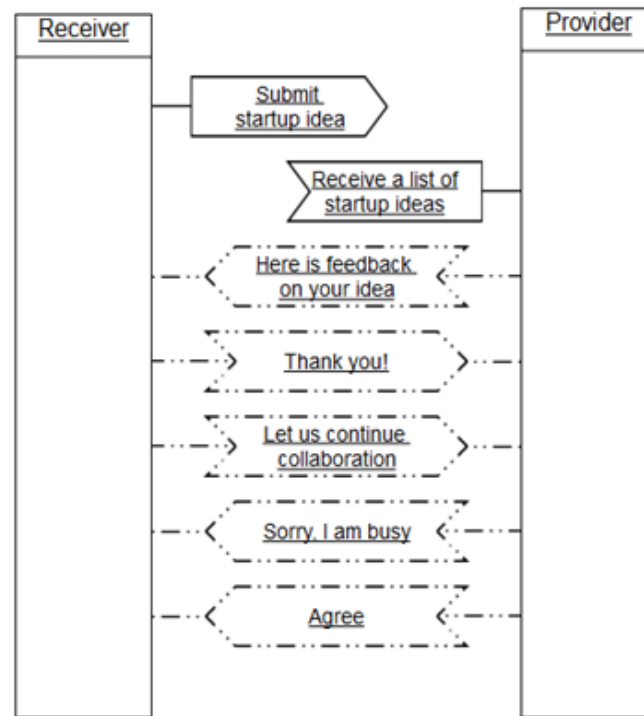 Receiver
Provider
Submit
startup idea
Receive a list of
startup ideas
Here is feedback
on your idea
Thank you!
Let us continue
collaboration
Sorry, I am busy
Agree